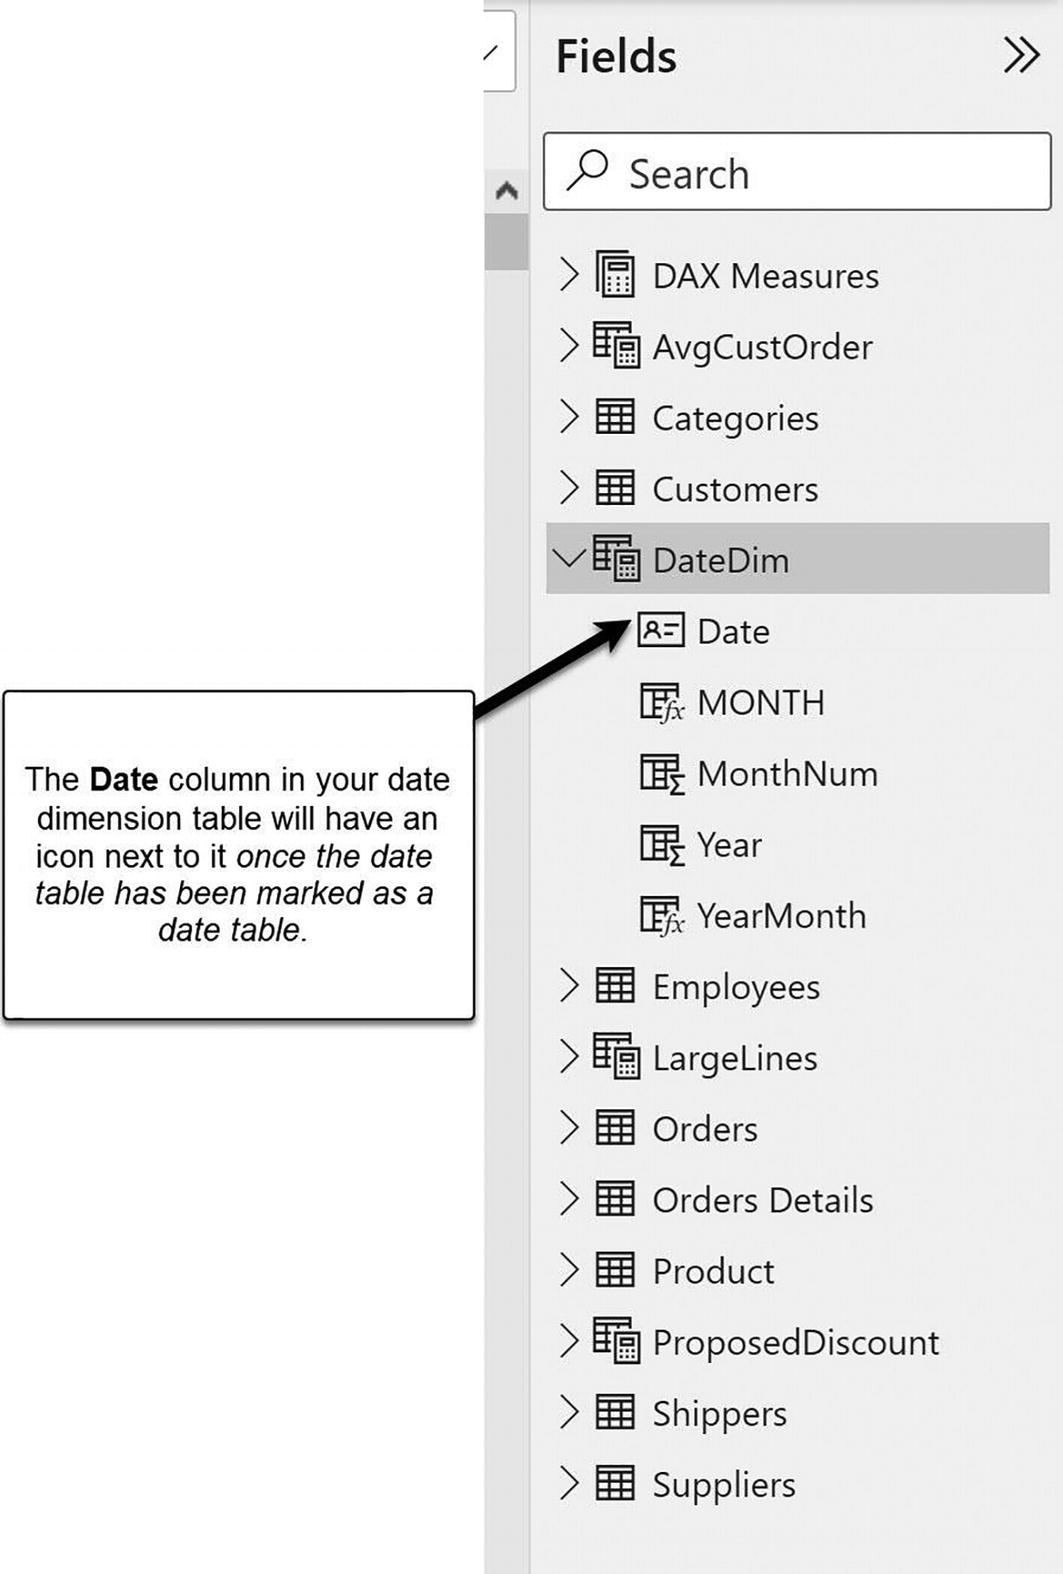 Fields
Search
DAX Measures
AvgCustOrder
Categories
Customers
DateDim
Date
MONTH
MonthNum
Year
YearMonth
Employees
LargeLines
Orders
Orders Details
Product
ProposedDiscount
Shippers
Suppliers
The Date column in your date
dimension table will have an
icon next to it once the date
table has been marked as a
date table.